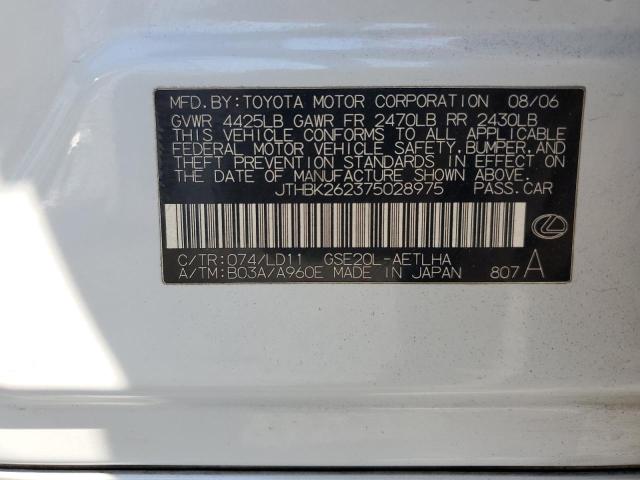 MFD. BY: TOYOTA MOTOR CORPORATION 08/06
GVWR 4425LB GAWR FR 2470LB RR 2430LB
THIS VEHICLE CONFORMS TO ALL APPLICABLE
FEDERAL MOTOR VEHICLE SAFETY, BUMPER, AND
THEFT PREVENTION STANDARDS IN EFFECT ON
THE DATE OF MANUFACTURE SHOWN ABOVE.
JTHBK262375028975 PASS. CAR
C/TR: 074/LD11 GSE20L-AETLHA
A/TM: B03A/A960E MADE IN JAPAN 807 A